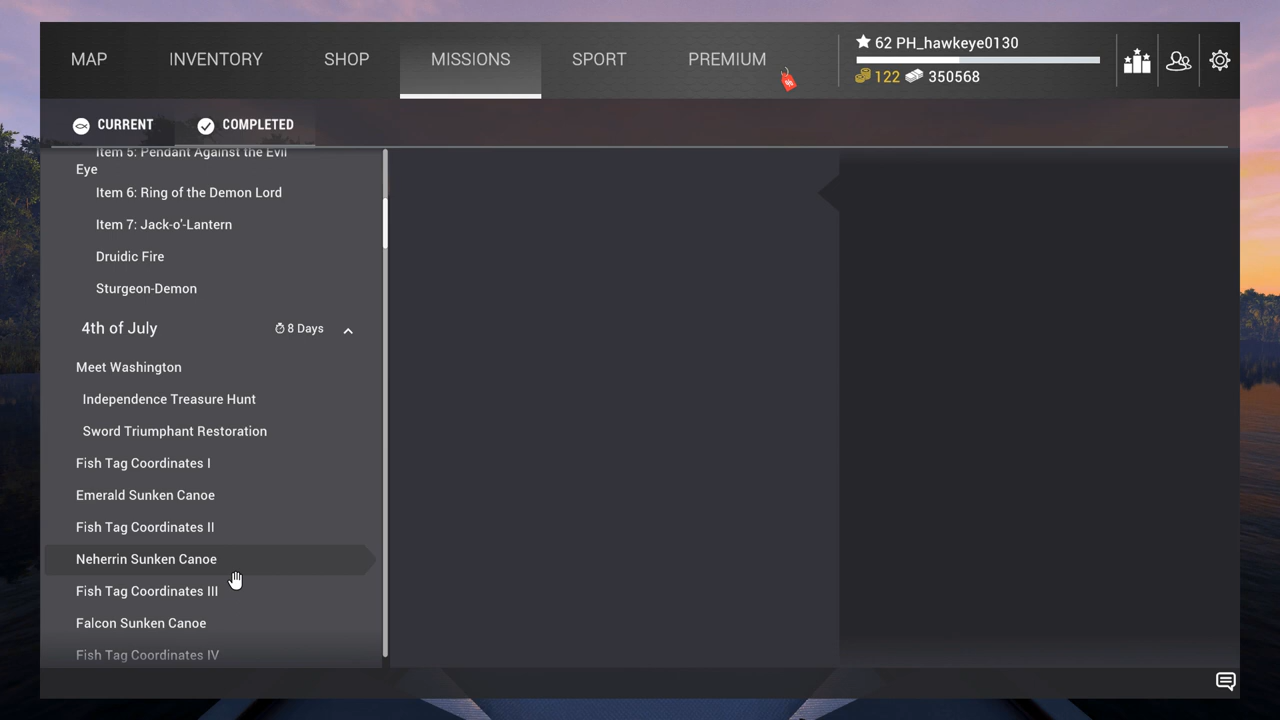 MAP
INVENTORY
SHOP
MISSIONS
SPORT
PREMIUM
%
62 PH_hawkeye0130
122 350568
CURRENT
COMPLETED
Item 5: Pendant Against the Evil
Eye
Item 6: Ring of the Demon Lord
Item 7: Jack-o'-Lantern
Druidic Fire
Sturgeon-Demon
4th of July 8 Days
Meet Washington
Independence Treasure Hunt
Sword Triumphant Restoration
Fish Tag Coordinates I
Emerald Sunken Canoe
Fish Tag Coordinates II
Neherrin Sunken Canoe
Fish Tag Coordinates III
Falcon Sunken Canoe
Fish Tag Coordinates IV